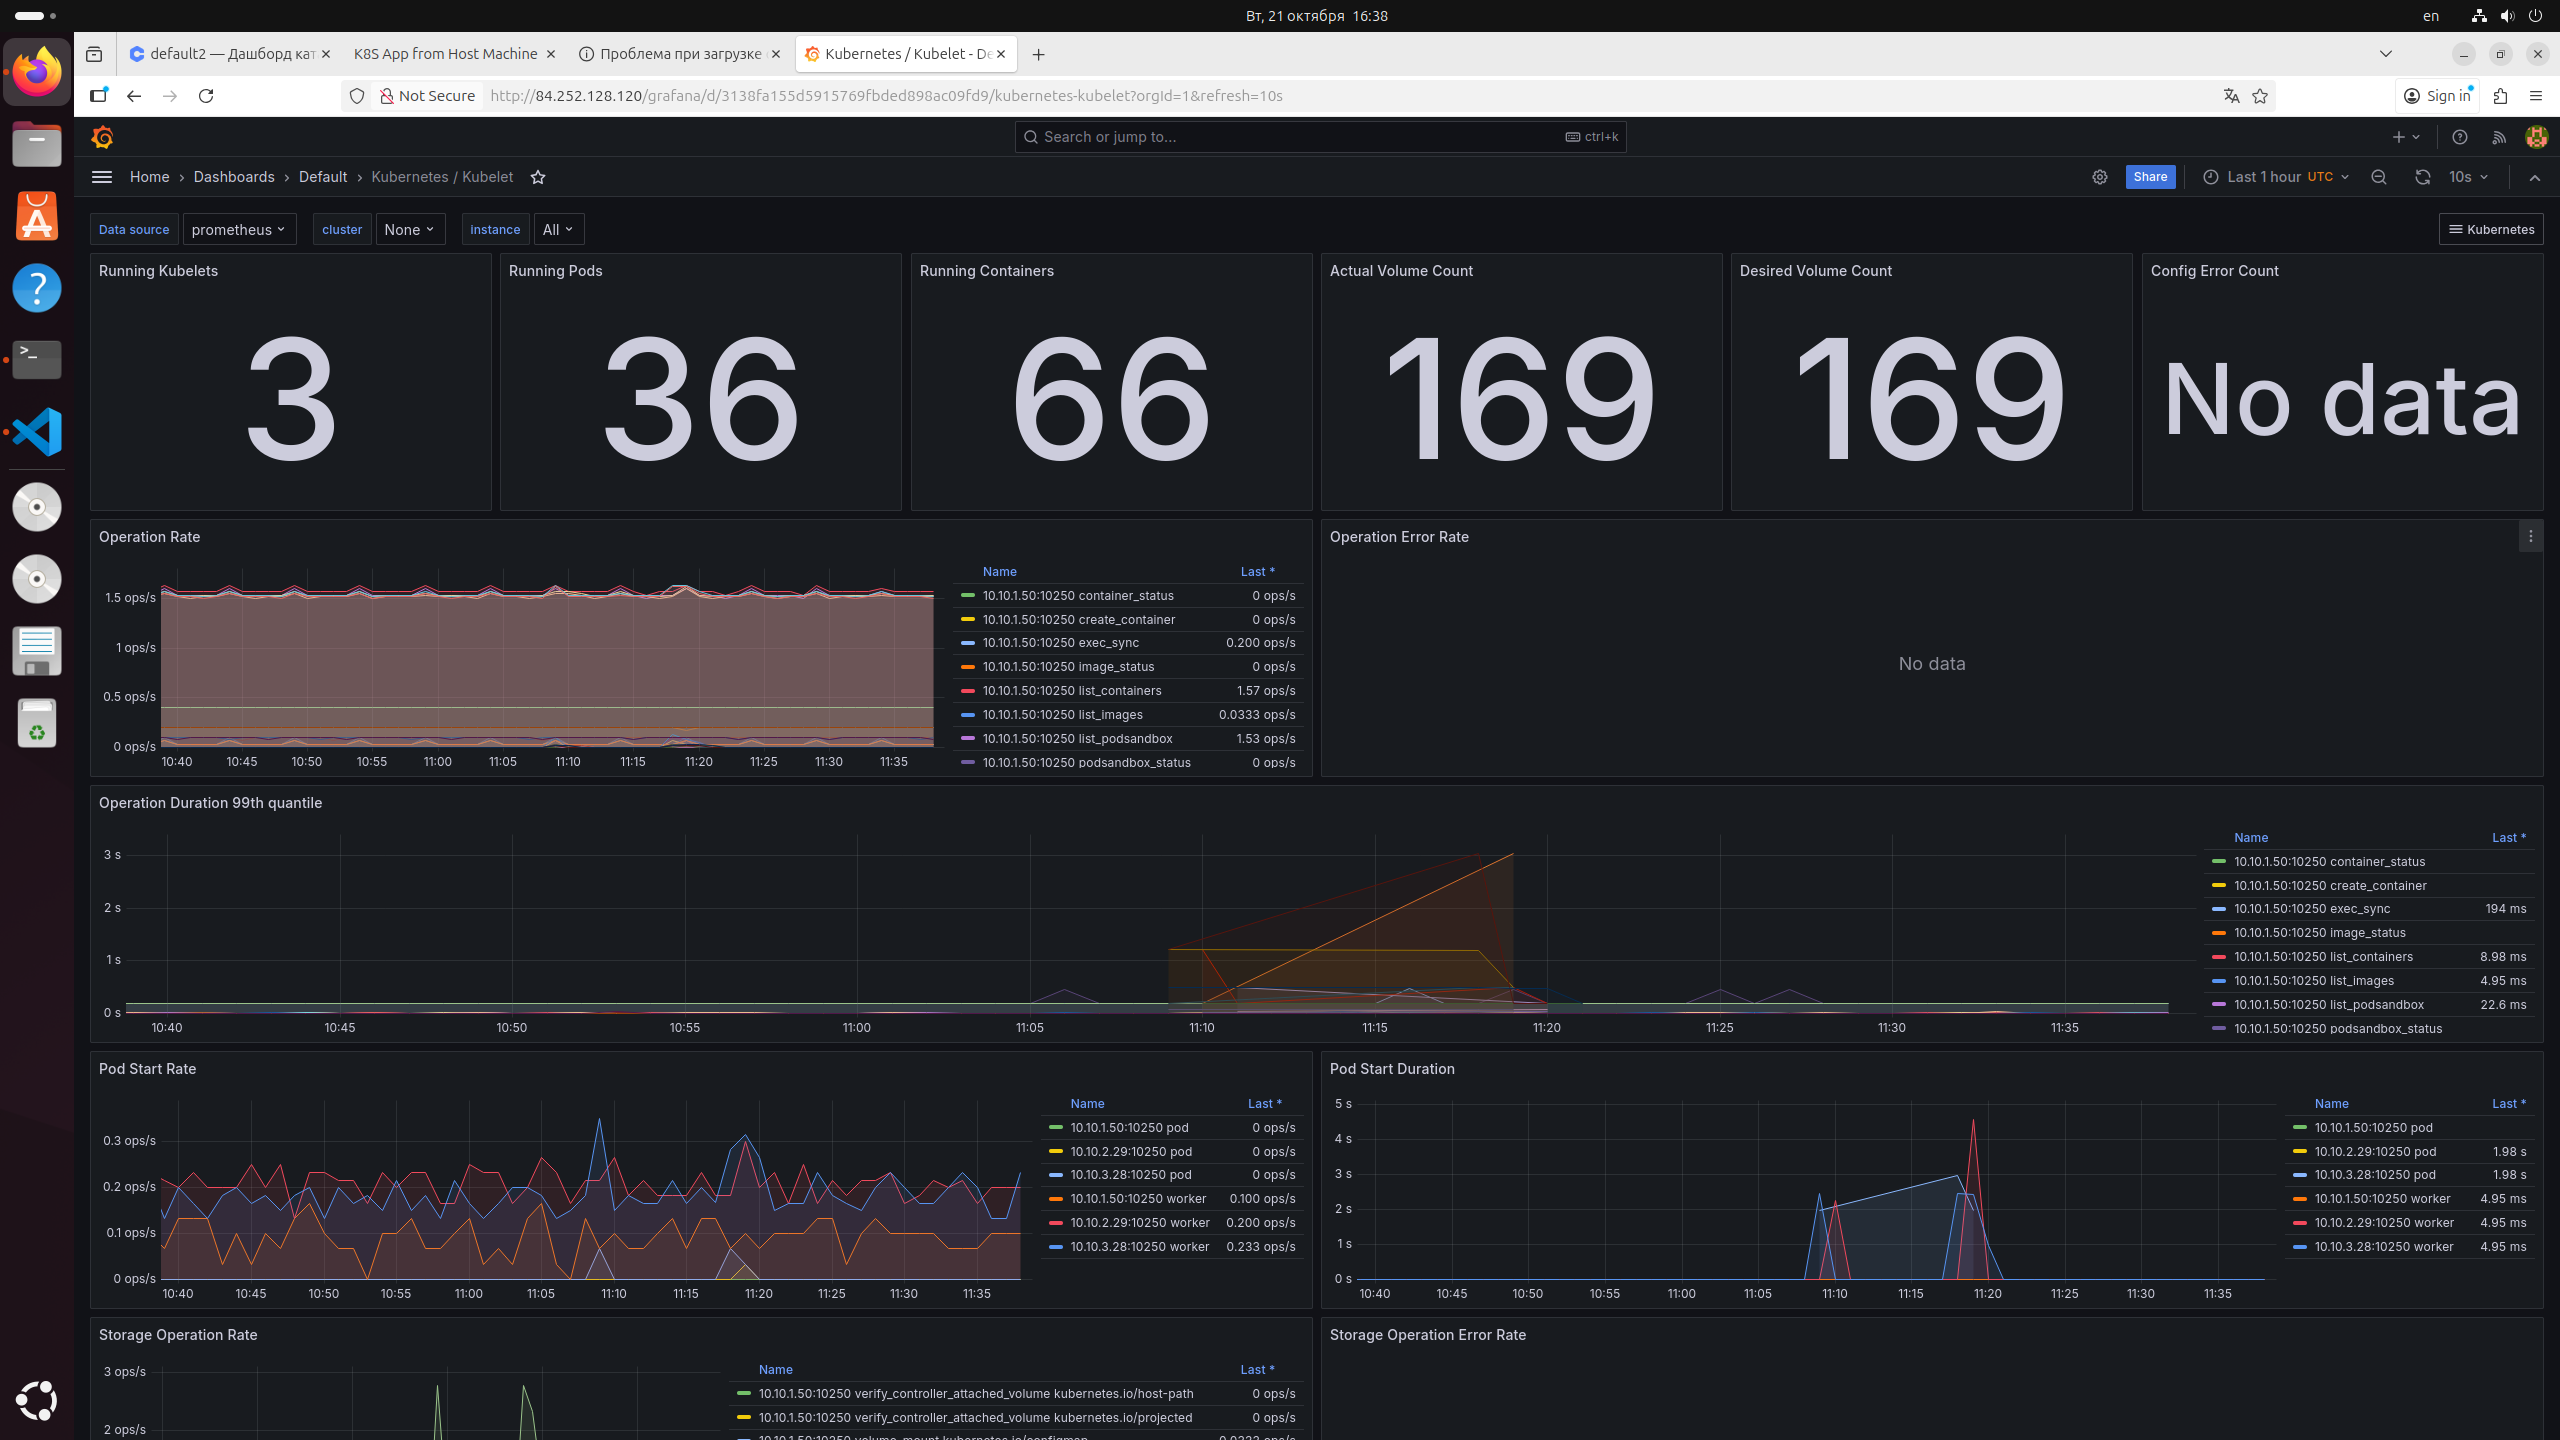 Вт, 21 октября 16:38
en
default2 — Дашборд кат
K8S App from Host Machine
Проблема при загрузке
Kubernetes / Kubelet - De
Not Secure
http://84.252.128.120/grafana/d/3138fa155d5915769fbded898ac09fd9/kubernetes-kubelet?orgId=1&refresh=10s
Sign in
Search or jump to...
ctrl+k
Home › Dashboards › Default › Kubernetes / Kubelet
Share
Last 1 hour UTC
10s
Data source
prometheus
cluster
None
instance
All
Kubernetes
Running Kubelets
3
Running Pods
36
Running Containers
66
Actual Volume Count
169
Desired Volume Count
169
Config Error Count
No data
Operation Rate
1.5 ops/s
1 ops/s
0.5 ops/s
0 ops/s
10:40 10:45 10:50 10:55 11:00 11:05 11:10 11:15 11:20 11:25 11:30 11:35
Name Last *
10.10.1.50:10250 container_status 0 ops/s
10.10.1.50:10250 create_container 0 ops/s
10.10.1.50:10250 exec_sync 0.200 ops/s
10.10.1.50:10250 image_status 0 ops/s
10.10.1.50:10250 list_containers 1.57 ops/s
10.10.1.50:10250 list_images 0.0333 ops/s
10.10.1.50:10250 list_podsandbox 1.53 ops/s
10.10.1.50:10250 podsandbox_status 0 ops/s
Operation Error Rate
No data
Operation Duration 99th quantile
3 s
2 s
1 s
0 s
10:40 10:45 10:50 10:55 11:00 11:05 11:10 11:15 11:20 11:25 11:30 11:35
Name Last *
10.10.1.50:10250 container_status
10.10.1.50:10250 create_container
10.10.1.50:10250 exec_sync 194 ms
10.10.1.50:10250 image_status
10.10.1.50:10250 list_containers 8.98 ms
10.10.1.50:10250 list_images 4.95 ms
10.10.1.50:10250 list_podsandbox 22.6 ms
10.10.1.50:10250 podsandbox_status
Pod Start Rate
0.3 ops/s
0.2 ops/s
0.1 ops/s
0 ops/s
10:40 10:45 10:50 10:55 11:00 11:05 11:10 11:15 11:20 11:25 11:30 11:35
Name Last *
10.10.1.50:10250 pod 0 ops/s
10.10.2.29:10250 pod 0 ops/s
10.10.3.28:10250 pod 0 ops/s
10.10.1.50:10250 worker 0.100 ops/s
10.10.2.29:10250 worker 0.200 ops/s
10.10.3.28:10250 worker 0.233 ops/s
Pod Start Duration
5 s
4 s
3 s
2 s
1 s
0 s
10:40 10:45 10:50 10:55 11:00 11:05 11:10 11:15 11:20 11:25 11:30 11:35
Name Last *
10.10.1.50:10250 pod
10.10.2.29:10250 pod 1.98 s
10.10.3.28:10250 pod 1.98 s
10.10.1.50:10250 worker 4.95 ms
10.10.2.29:10250 worker 4.95 ms
10.10.3.28:10250 worker 4.95 ms
Storage Operation Rate
3 ops/s
2 ops/s
Name Last *
10.10.1.50:10250 verify_controller_attached_volume kubernetes.io/host-path 0 ops/s
10.10.1.50:10250 verify_controller_attached_volume kubernetes.io/projected 0 ops/s
Storage Operation Error Rate